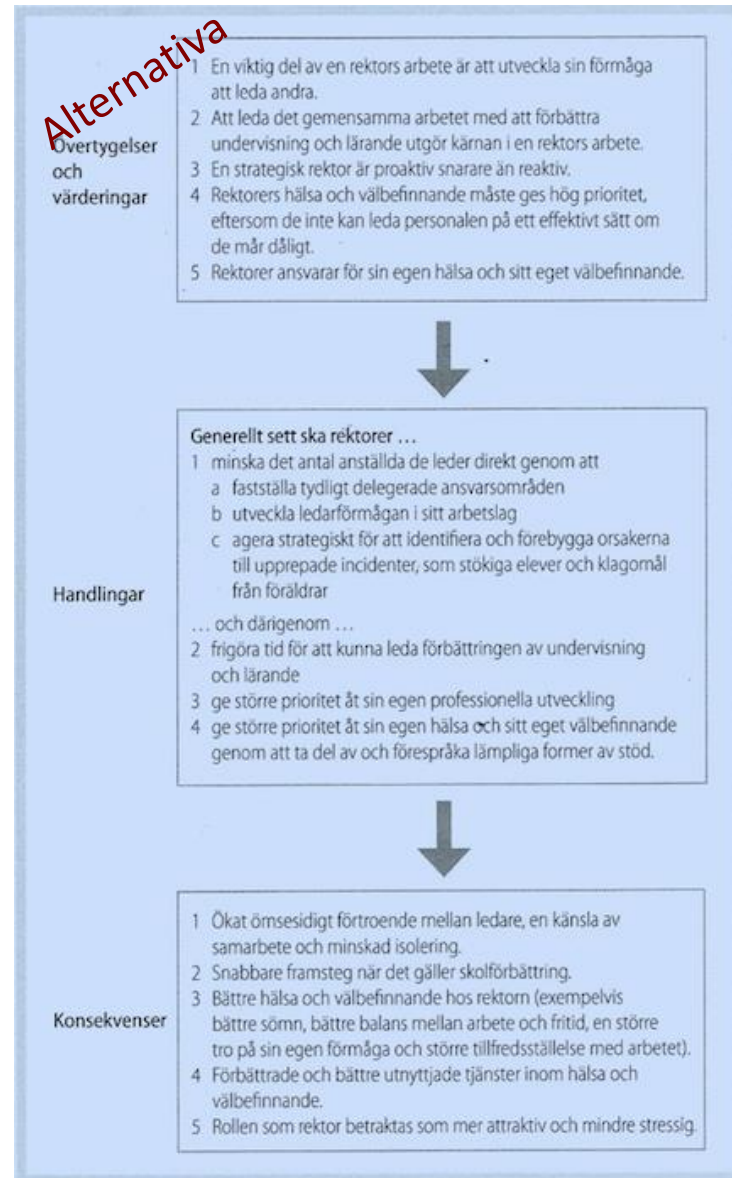 Alternativa
Övertygelser
och
värderingar
1 En viktig del av en rektors arbete är att utveckla sin förmåga
att leda andra.
2 Att leda det gemensamma arbetet med att förbättra
undervisning och lärande utgör kärnan i en rektors arbete.
3 En strategisk rektor är proaktiv snarare än reaktiv.
4 Rektorers hälsa och välbefinnande måste ges hög prioritet,
eftersom de inte kan leda personalen på ett effektivt sätt om
de mår dåligt.
5 Rektorer ansvarar för sin egen hälsa och sitt eget välbefinnande.
Handlingar
Generellt sett ska rektorer …
1 minska det antal anställda de leder direkt genom att
a fastställa tydligt delegerade ansvarsområden
b utveckla ledarförmågan i sitt arbetslag
c agera strategiskt för att identifiera och förebygga orsakerna
till upprepade incidenter, som stökiga elever och klagomål
från föräldrar
… och därigenom …
2 frigöra tid för att kunna leda förbättringen av undervisning
och lärande
3 ge större prioritet åt sin egen professionella utveckling
4 ge större prioritet åt sin egen hälsa och sitt eget välbefinnande
genom att ta del av och förespråka lämpliga former av stöd.
Konsekvenser
1 Ökat ömsesidigt förtroende mellan ledare, en känsla av
samarbete och minskad isolering.
2 Snabbare framsteg när det gäller skolförbättring.
3 Bättre hälsa och välbefinnande hos rektorn (exempelvis
bättre sömn, bättre balans mellan arbete och fritid, en större
tro på sin egen förmåga och större tillfredsställelse med arbetet).
4 Förbättrade och bättre utnyttjade tjänster inom hälsa och
välbefinnande.
5 Rollen som rektor betraktas som mer attraktiv och mindre stressig.